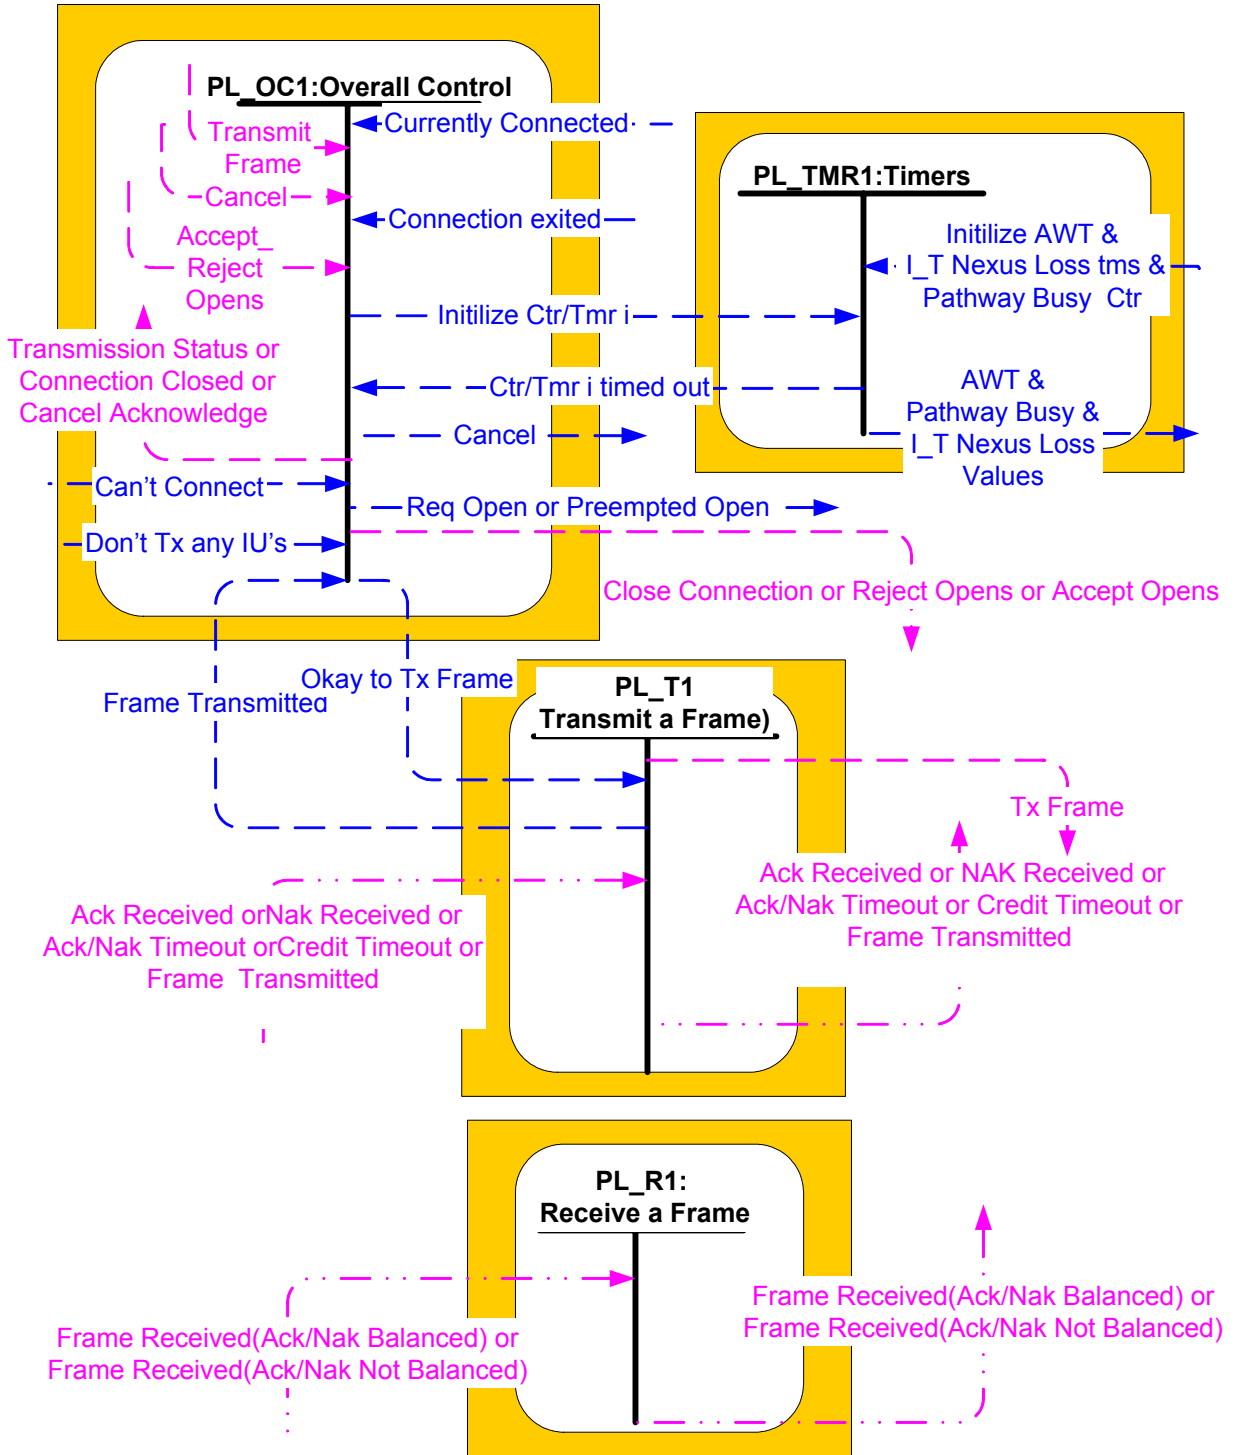 PL_OC1:Overall Control
Currently Connected
Transmit
Frame
Cancel
Connection exited
Accept_
Reject
Opens
PL_TMR1:Timers
Initilize AWT &
I_T Nexus Loss tms &
Pathway Busy Ctr
Initilize Ctr/Tmr i
Transmission Status or
Connection Closed or
Cancel Acknowledge
Ctr/Tmr i timed out
AWT &
Pathway Busy &
I_T Nexus Loss
Values
Cancel
Can't Connect
Req Open or Preempted Open
Don't Tx any IU's
Close Connection or Reject Opens or Accept Opens
Okay to Tx Frame
Frame Transmitted
PL_T1
Transmit a Frame)
Tx Frame
Ack Received or NAK Received or
Ack/Nak Timeout or Credit Timeout or
Frame Transmitted
Ack Received orNak Received or
Ack/Nak Timeout orCredit Timeout or
Frame Transmitted
PL_R1:
Receive a Frame
Frame Received(Ack/Nak Balanced) or
Frame Received(Ack/Nak Not Balanced)
Frame Received(Ack/Nak Balanced) or
Frame Received(Ack/Nak Not Balanced)